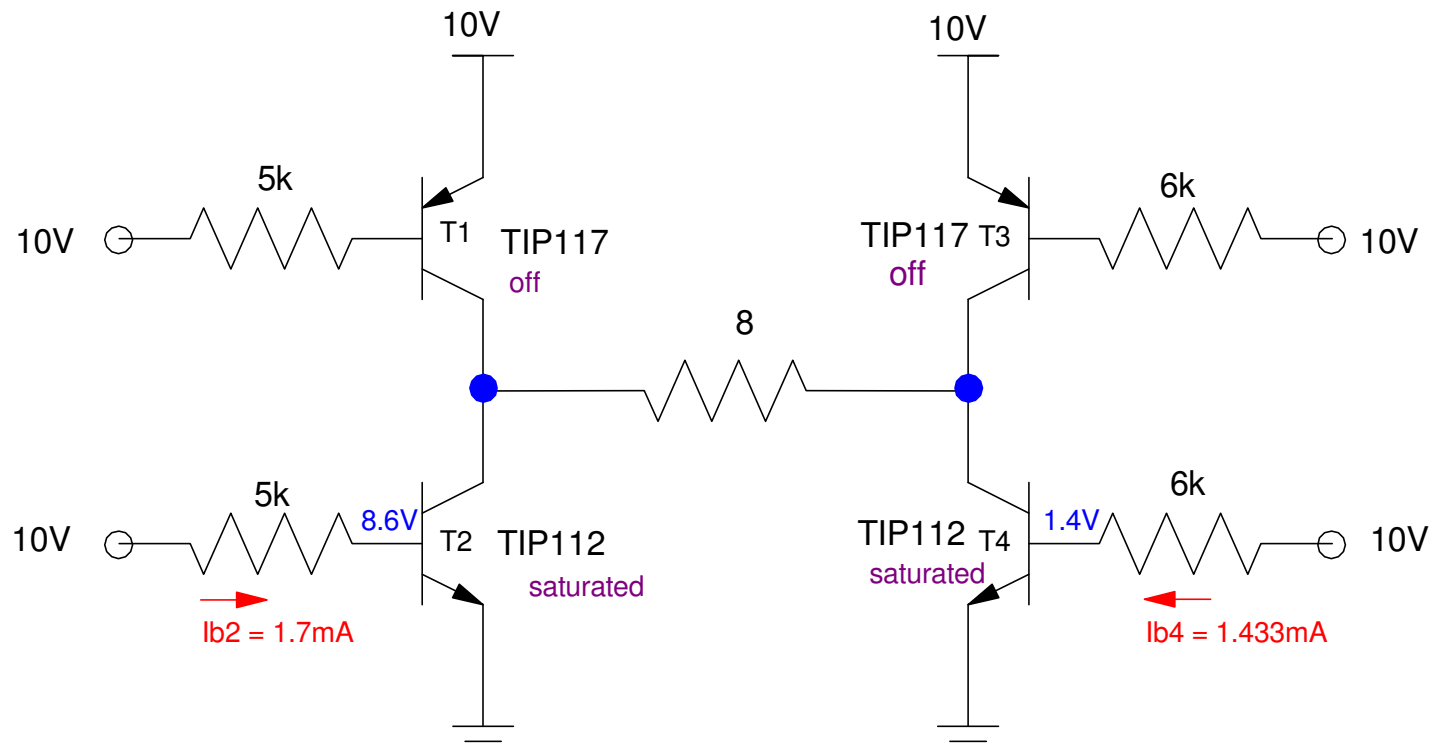 10V
10V
5k
6k
10V
T1
TIP117
off
TIP117
T3
off
10V
8
5k
6k
10V
8.6V
T2
TIP112
saturated
TIP112
T4
saturated
1.4V
10V
Ib2 = 1.7mA
Ib4 = 1.433mA